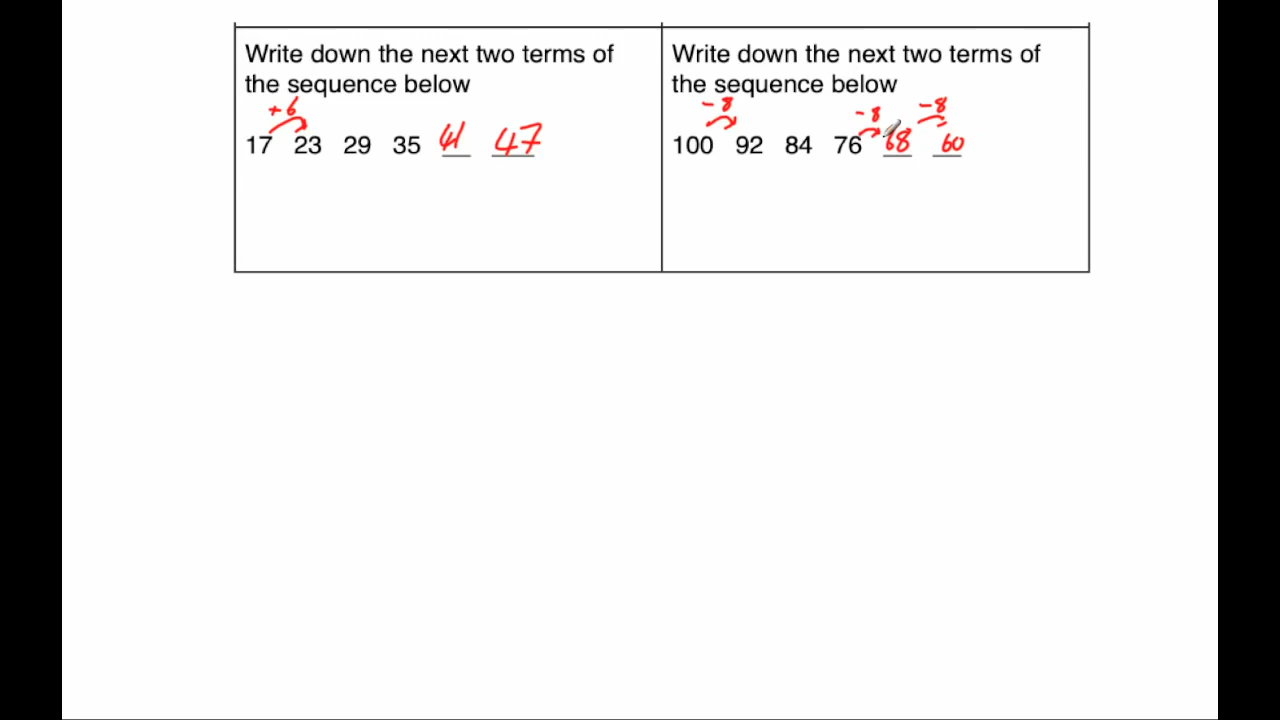 Write down the next two terms of
the sequence below
+6
17 23 29 35 41 47
Write down the next two terms of
the sequence below
-8 -8 -8
100 92 84 76 68 60